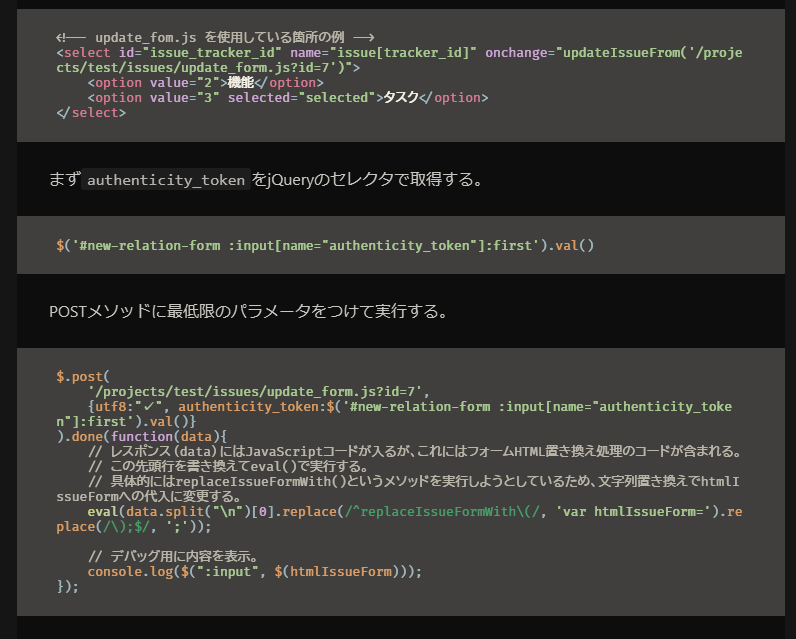 <!-- update_fom.js を使用している箇所の例 -->
<select id="issue_tracker_id" name="issue[tracker_id]" onchange="updateIssueFrom('/proje
cts/test/issues/update_form.js?id=7')">
    <option value="2">機能</option>
    <option value="3" selected="selected">タスク</option>
</select>
まず authenticity_token をjQueryのセレクタで取得する。
$('#new-relation-form :input[name="authenticity_token"]:first').val()
POSTメソッドに最低限のパラメータをつけて実行する。
$.post(
    '/projects/test/issues/update_form.js?id=7',
    {utf8:"✓", authenticity_token:$('#new-relation-form :input[name="authenticity_toke
n"]:first').val()}
).done(function(data){
    // レスポンス(data)にはJavaScriptコードが入るが、これにはフォームHTML置き換え処理のコードが含まれる。
    // この先頭行を書き換えてeval()で実行する。
    // 具体的にはreplaceIssueFormWith()というメソッドを実行しようとしているため、文字列置き換えでhtmlI
ssueFormへの代入に変更する。
    eval(data.split("\n")[0].replace(/^replaceIssueFormWith\(/, 'var htmlIssueForm=').re
place(/\);$/, ';'));
    // デバッグ用に内容を表示。
    console.log($(":input", $(htmlIssueForm)));
});